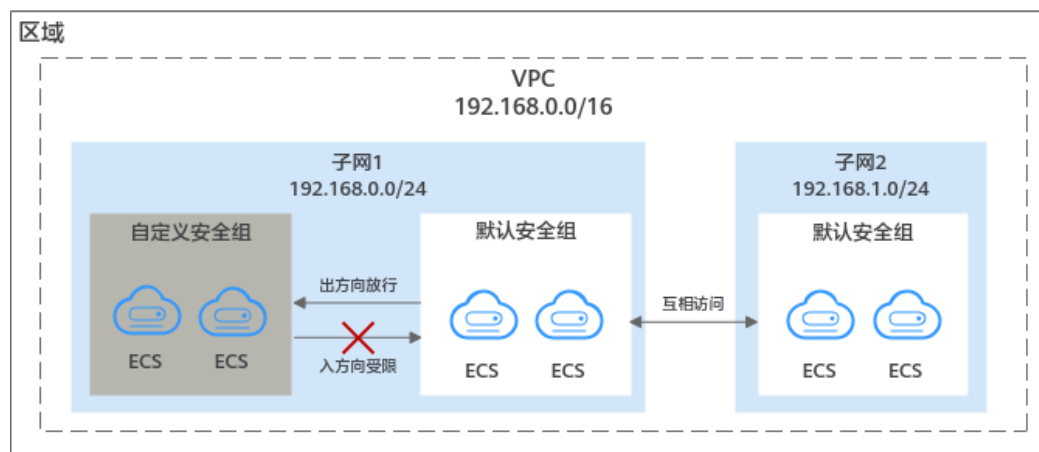 区域
VPC
192.168.0.0/16
子网1
192.168.0.0/24
子网2
192.168.1.0/24
自定义安全组
默认安全组
默认安全组
出方向放行
互相访问
入方向受限
ECS
ECS
ECS
ECS
ECS
ECS